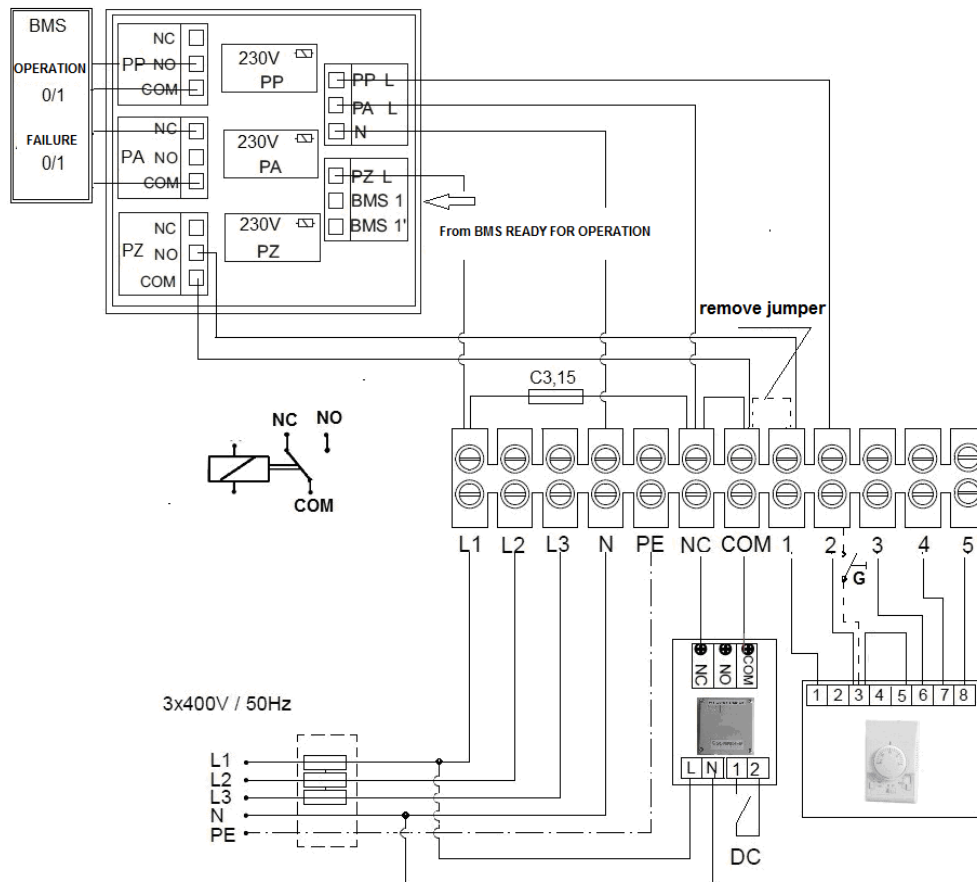 BMS
OPERATION
0/1
FAILURE
0/1
NC
PP NO
COM
NC
PA NO
COM
NC
PZ NO
COM
230V
PP
230V
PA
230V
PZ
PP L
PA L
N
PZ L
BMS 1
BMS 1'
From BMS READY FOR OPERATION
remove jumper
C3,15
NC NO
COM
L1 L2 L3 N PE NC COM 1 2 3 4 5
G
NC NO COM
L N 1 2
DC
1 2 3 4 5 6 7 8
3x400V / 50Hz
L1
L2
L3
N
PE